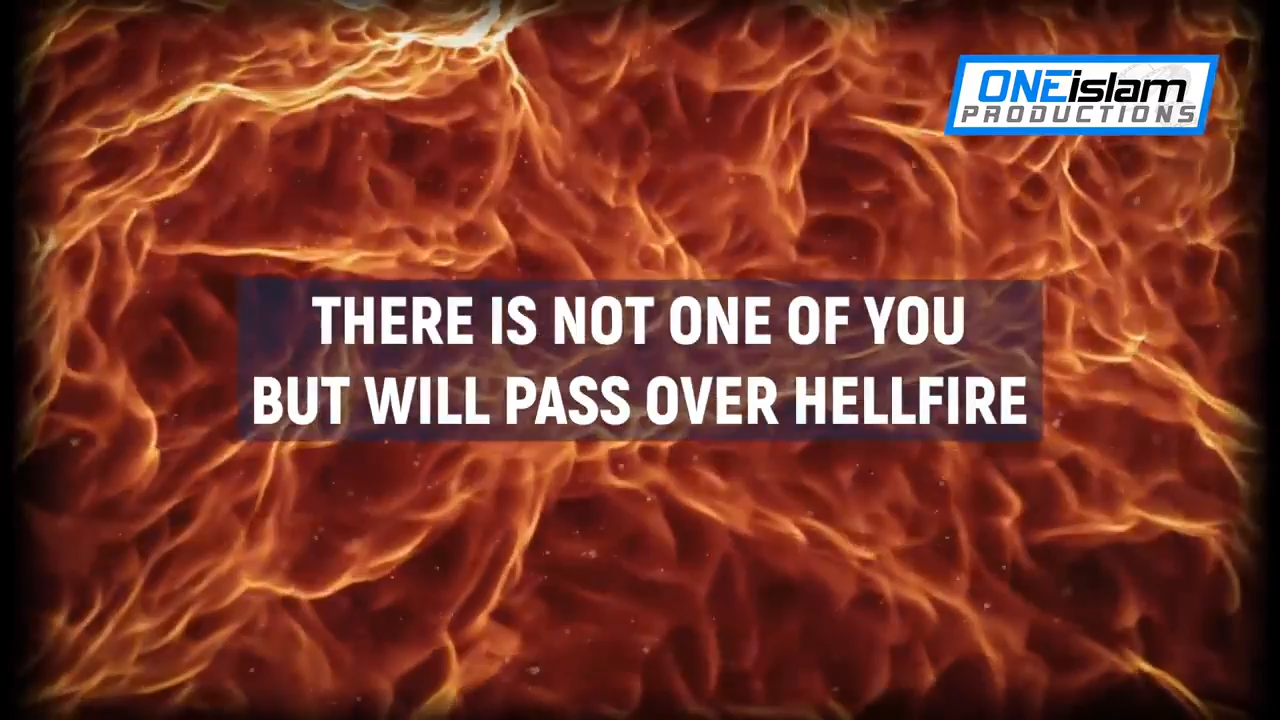 ONEislam
PRODUCTIONS
THERE IS NOT ONE OF YOU
BUT WILL PASS OVER HELLFIRE